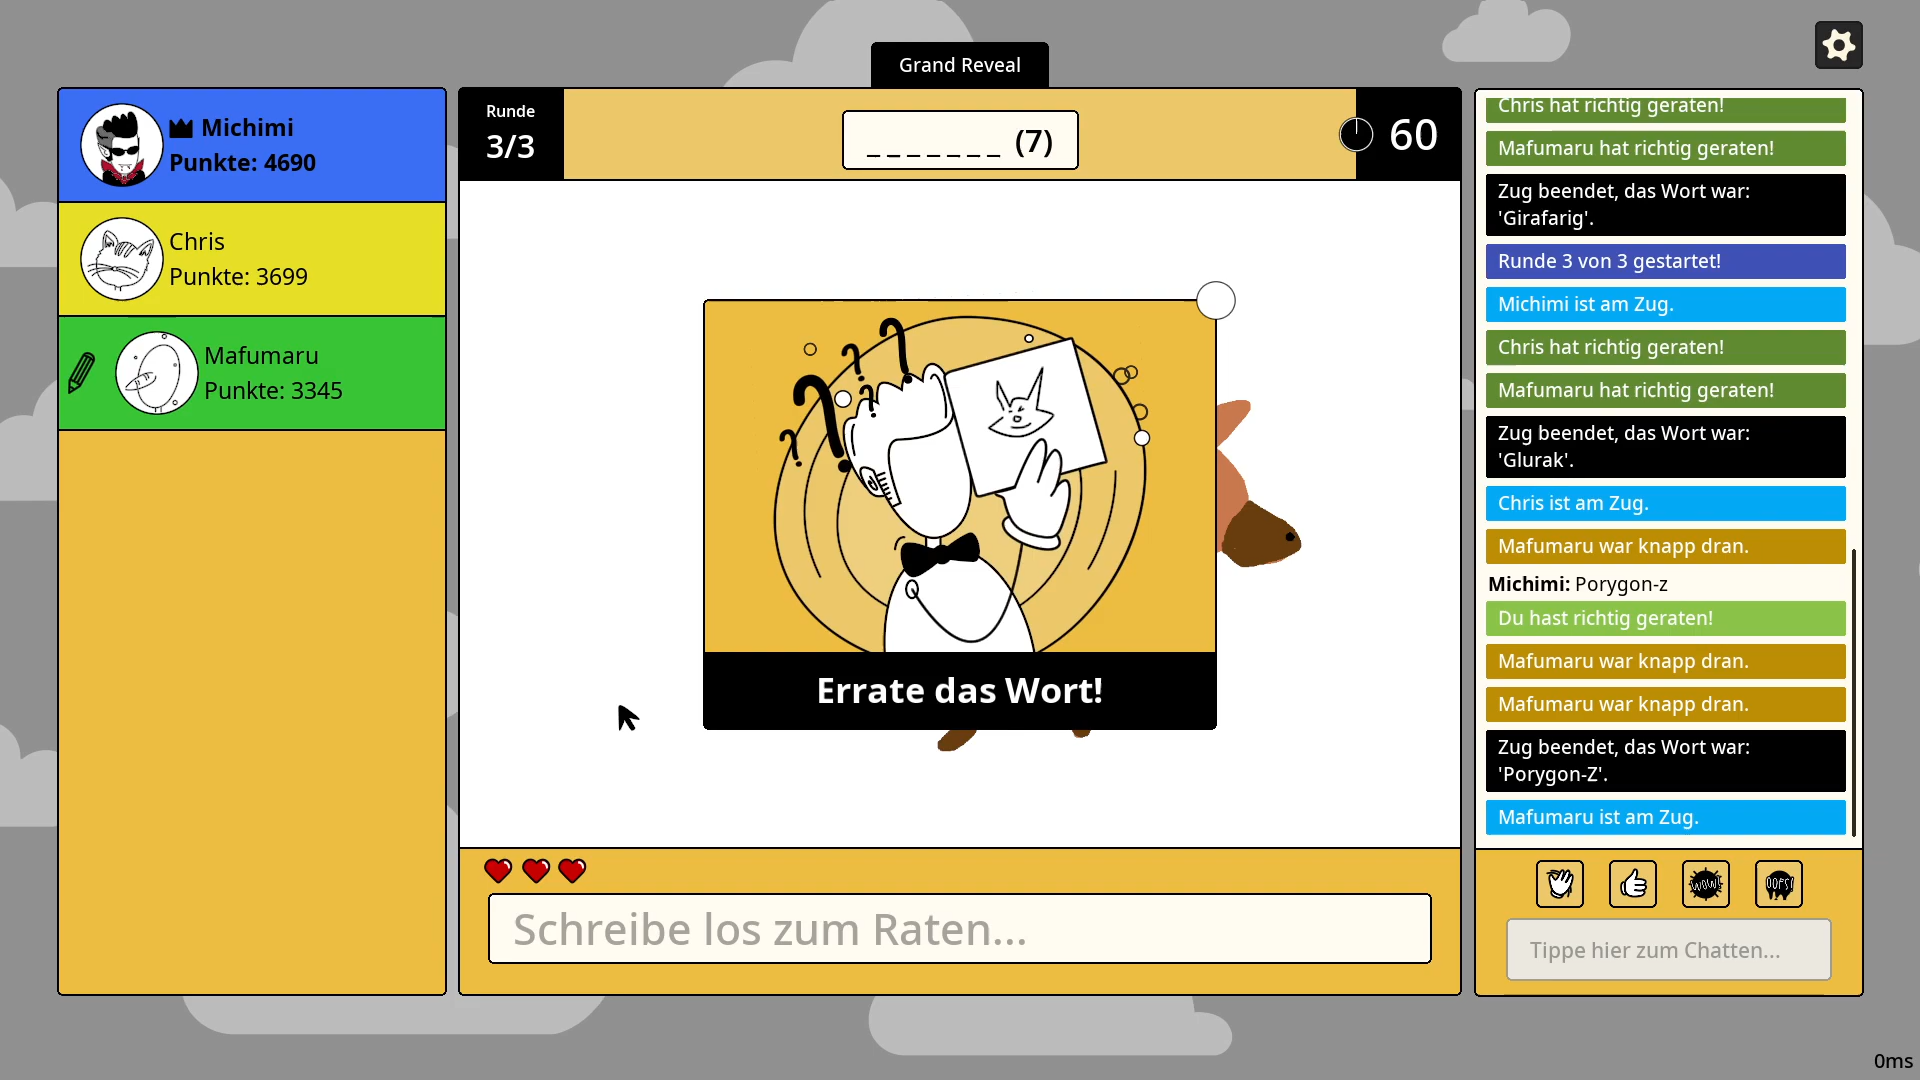 Grand Reveal
Michimi
Punkte: 4690
Chris
Punkte: 3699
Mafumaru
Punkte: 3345
Runde
3/3
_ _ _ _ _ _ _ (7)
60
? ? ? ? ?
Errate das Wort!
Schreibe los zum Raten...
Chris hat richtig geraten!
Mafumaru hat richtig geraten!
Zug beendet, das Wort war:
'Girafarig'.
Runde 3 von 3 gestartet!
Michimi ist am Zug.
Chris hat richtig geraten!
Mafumaru hat richtig geraten!
Zug beendet, das Wort war:
'Glurak'.
Chris ist am Zug.
Mafumaru war knapp dran.
Michimi: Porygon-z
Du hast richtig geraten!
Mafumaru war knapp dran.
Mafumaru war knapp dran.
Zug beendet, das Wort war:
'Porygon-Z'.
Mafumaru ist am Zug.
WOW!
OOPS!
Tippe hier zum Chatten...
0ms